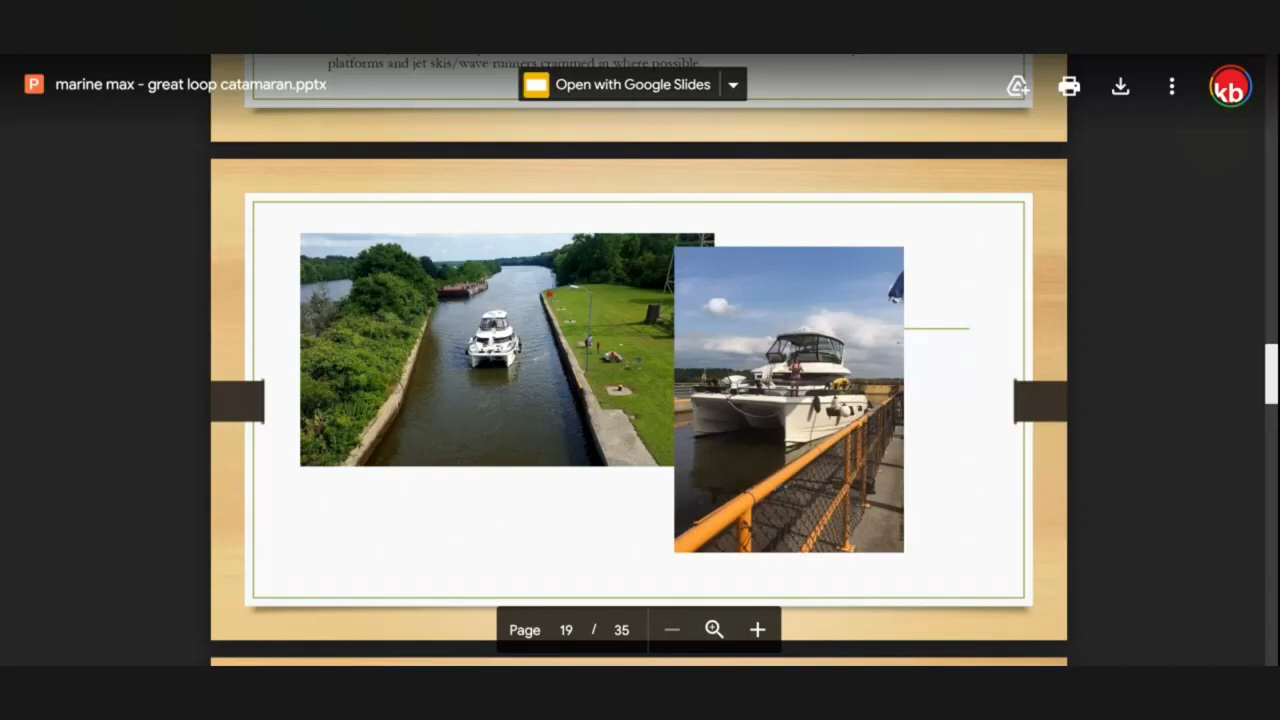 platforms and jet skis/wave runners crammed in where possible.
P marine max - great loop catamaran.pptx
Open with Google Slides
kb
Page 19 / 35